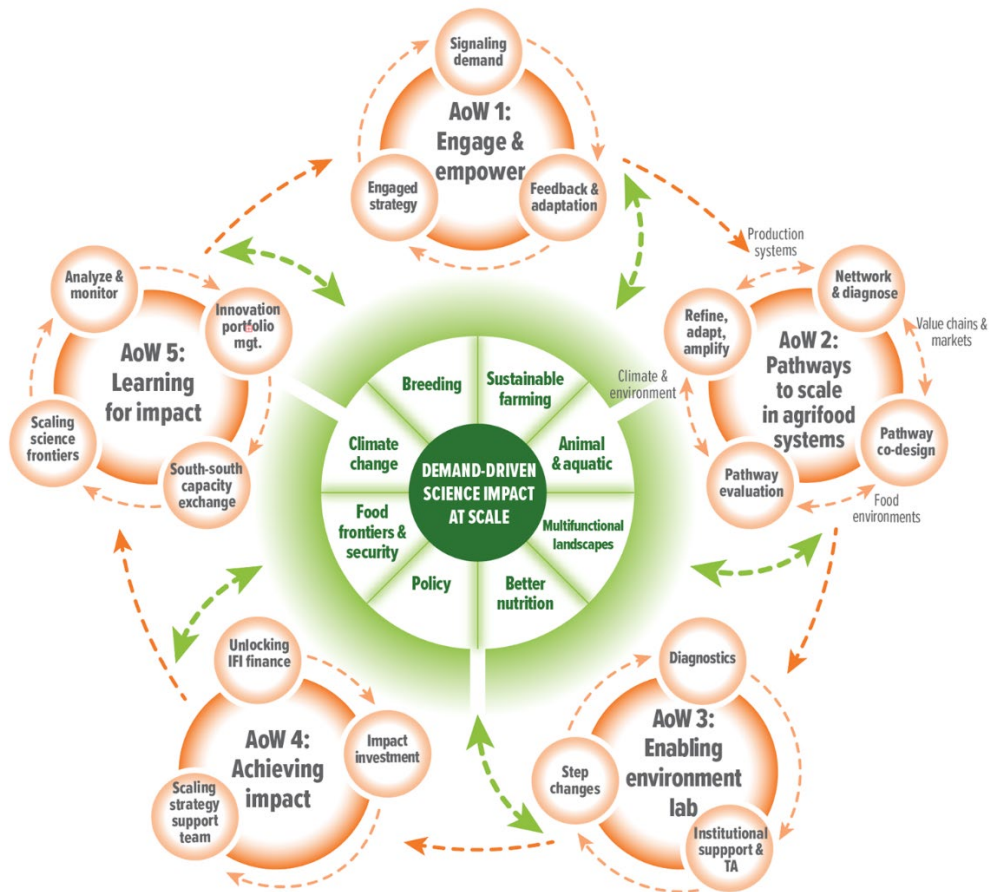 Signaling
demand
AoW 1:
Engage &
empower
Engaged
strategy
Feedback &
adaptation
Production
systems
Nettwork
& diagnose
Refine,
adapt,
amplify
Value chains
& markets
AoW 2:
Pathways
to scale
in agrifood
systems
Climate &
environment
Pathway
co-design
Pathway
evaluation
Food
environments
Analyze &
monitor
Innovation
portfolio
mgt.
AoW 5:
Learning
for impact
Scaling
science
frontiers
South-south
capacity
exchange
Breeding
Sustainable
farming
Climate
change
Animal
& aquatic
DEMAND-DRIVEN
SCIENCE IMPACT
AT SCALE
Food
frontiers &
security
Multifunctional
landscapes
Policy
Better
nutrition
Unlocking
IFI finance
AoW 4:
Achieving
impact
Impact
investment
Scaling
strategy
support
team
Diagnostics
AoW 3:
Enabling
environment
lab
Step
changes
Institutional
suppport &
TA